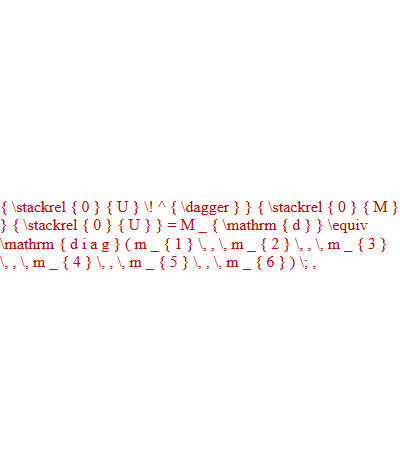 { \stackrel { 0 } { U } \! ^ { \dagger } } { \stackrel { 0 } { M }
} { \stackrel { 0 } { U } } = M _ { \mathrm { d } } \equiv
\mathrm { d i a g } ( m _ { 1 } \, , \, m _ { 2 } \, , \, m _ { 3 }
\, , \, m _ { 4 } \, , \, m _ { 5 } \, , \, m _ { 6 } ) \; ,